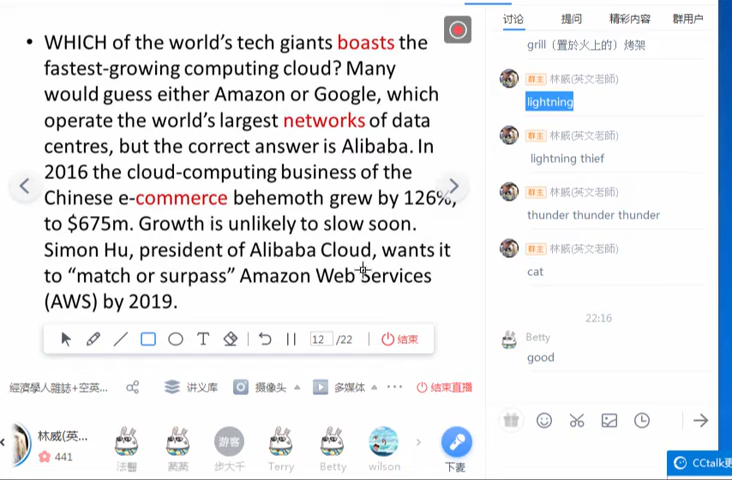 • WHICH of the world's tech giants boasts the
fastest-growing computing cloud? Many
would guess either Amazon or Google, which
operate the world's largest networks of data
centres, but the correct answer is Alibaba. In
2016 the cloud-computing business of the
Chinese e-commerce behemoth grew by 126%,
to $675m. Growth is unlikely to slow soon.
Simon Hu, president of Alibaba Cloud, wants it
to “match or surpass” Amazon Web Services
(AWS) by 2019.
T 12 /22 结束
經濟學人雜誌+空英... 讲义库 摄像头 多媒体 ··· 结束直播
林威(英...
441
法醫
游客
步大千
Terry
Betty
wilson
下麦
讨论 提问 精彩内容 群用户
grill（置於火上的）烤架
群主 林威(英文老師)
lightning
群主 林威(英文老師)
lightning thief
群主 林威(英文老師)
thunder thunder thunder
群主 林威(英文老師)
cat
22:16
Betty
good
CCtalk更